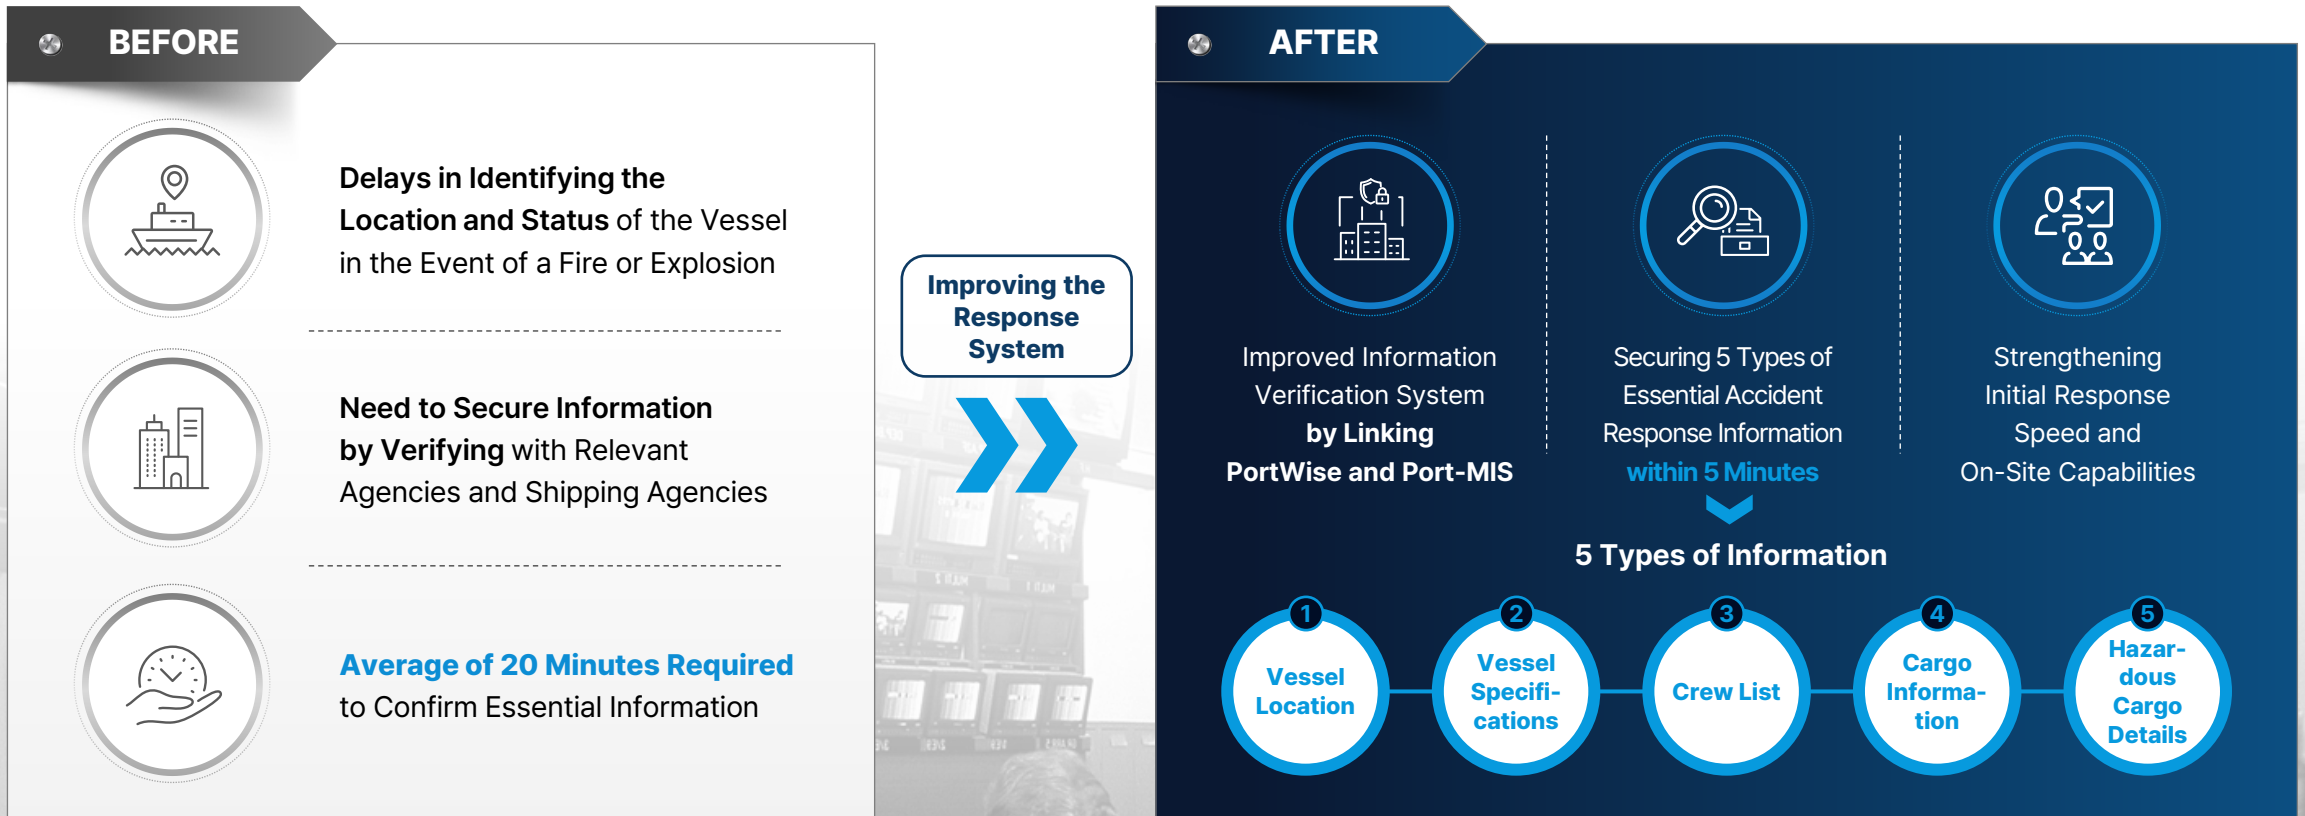 BEFORE
Delays in Identifying the
Location and Status of the Vessel
in the Event of a Fire or Explosion
Need to Secure Information
by Verifying with Relevant
Agencies and Shipping Agencies
Average of 20 Minutes Required
to Confirm Essential Information
Improving the
Response
System
AFTER
Improved Information
Verification System
by Linking
PortWise and Port-MIS
Securing 5 Types of
Essential Accident
Response Information
within 5 Minutes
Strengthening
Initial Response
Speed and
On-Site Capabilities
5 Types of Information
1
Vessel
Location
2
Vessel
Specifi-
cations
3
Crew List
4
Cargo
Informa-
tion
5
Hazar-
dous
Cargo
Details